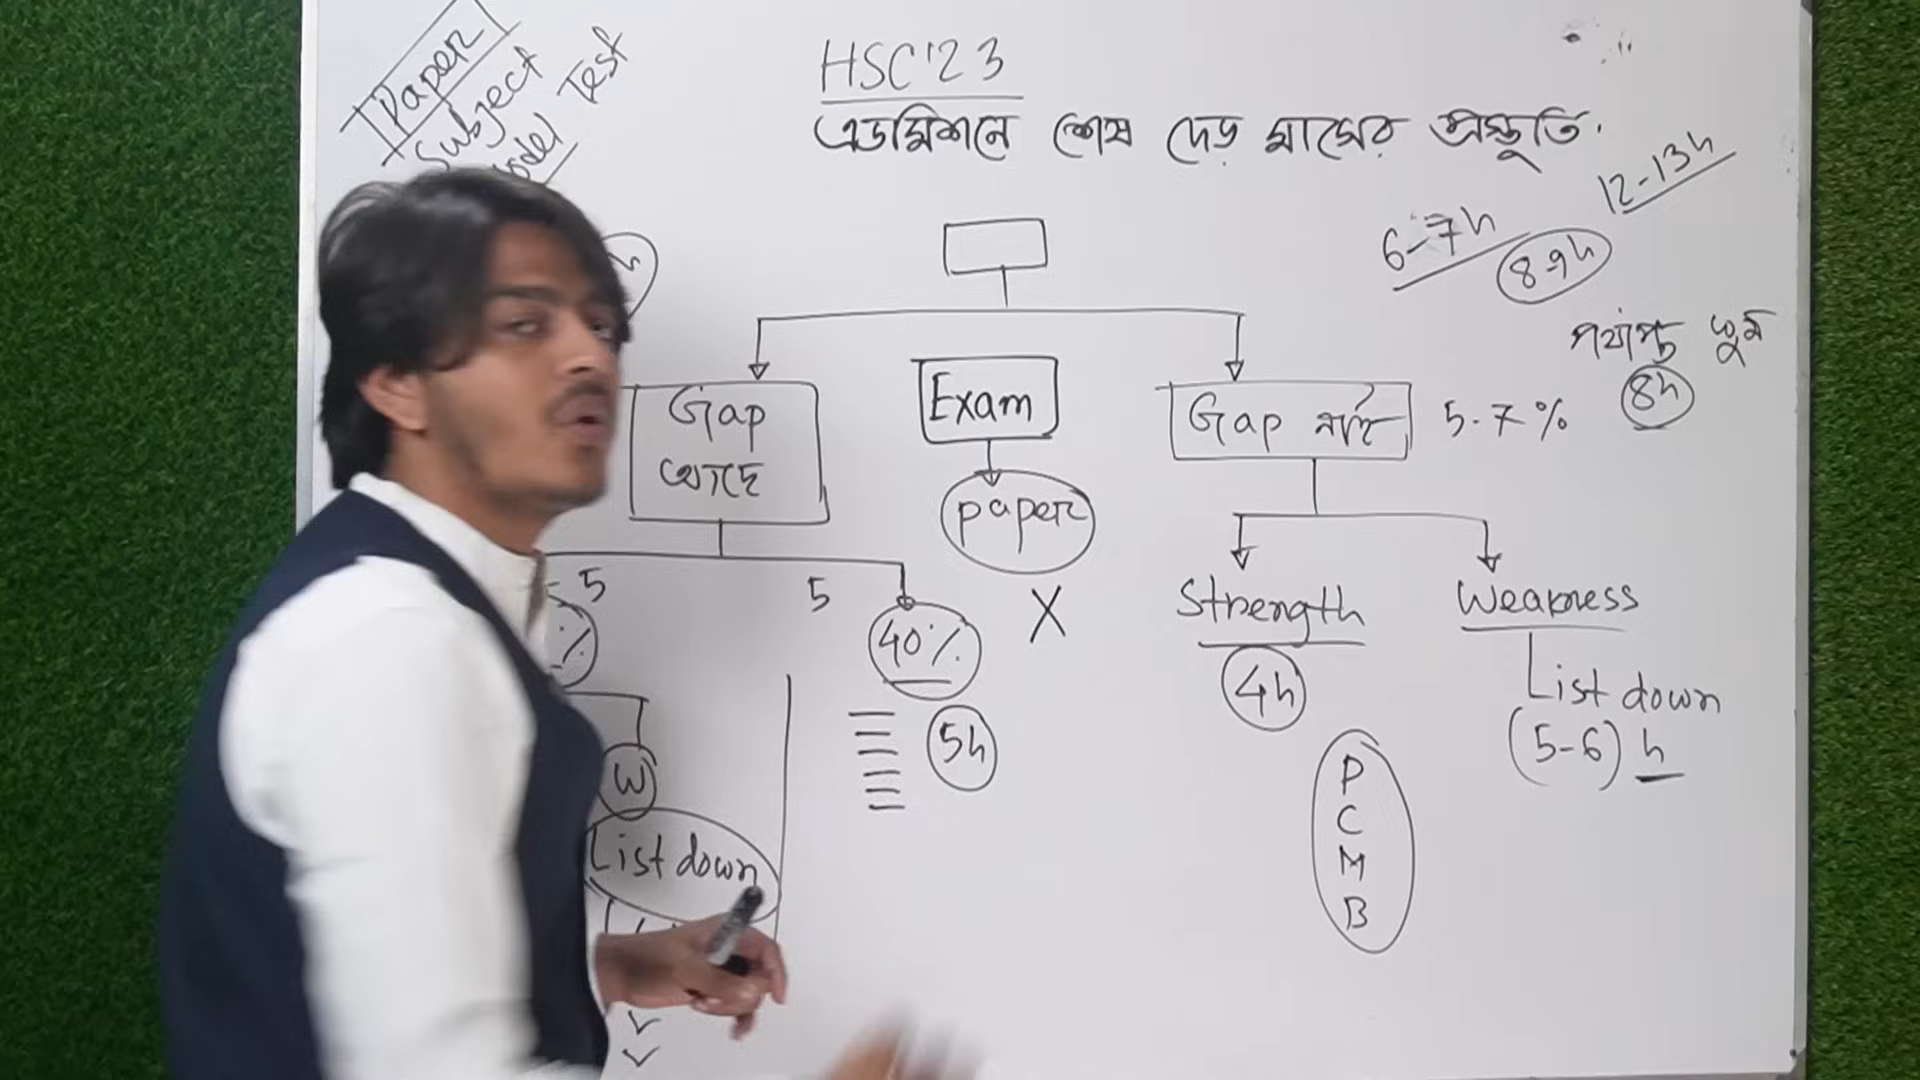 Paper
Subject
Model Test
HSC'23
এডমিশনে শেষ দেড় মাসের প্রস্তুতি.
12-13h
6-7h
8-9h
পর্যাপ্ত ঘুম
8h
Gap
আছে
Exam
paper
X
Gap নাই
5-7%
5
5
%
40%
5h
W
List down
Strength
4h
Weakness
List down
(5-6) h
P
C
M
B